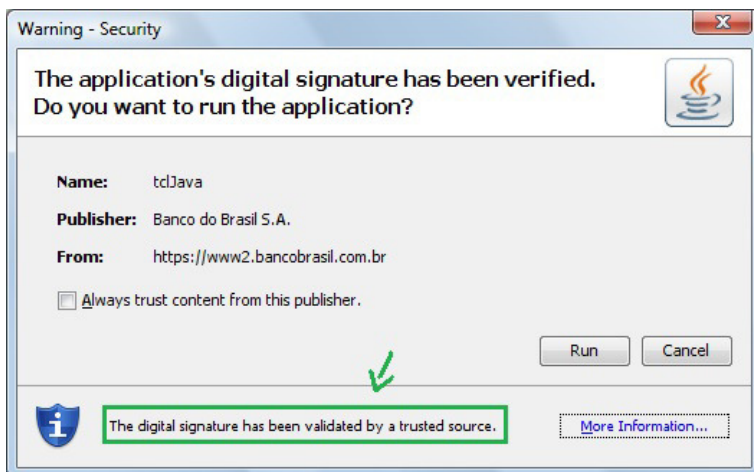 Warning - Security
The application's digital signature has been verified.
Do you want to run the application?
Name: tclJava
Publisher: Banco do Brasil S.A.
From: https://www2.bancobrasil.com.br
Always trust content from this publisher.
Run Cancel
The digital signature has been validated by a trusted source. More Information...